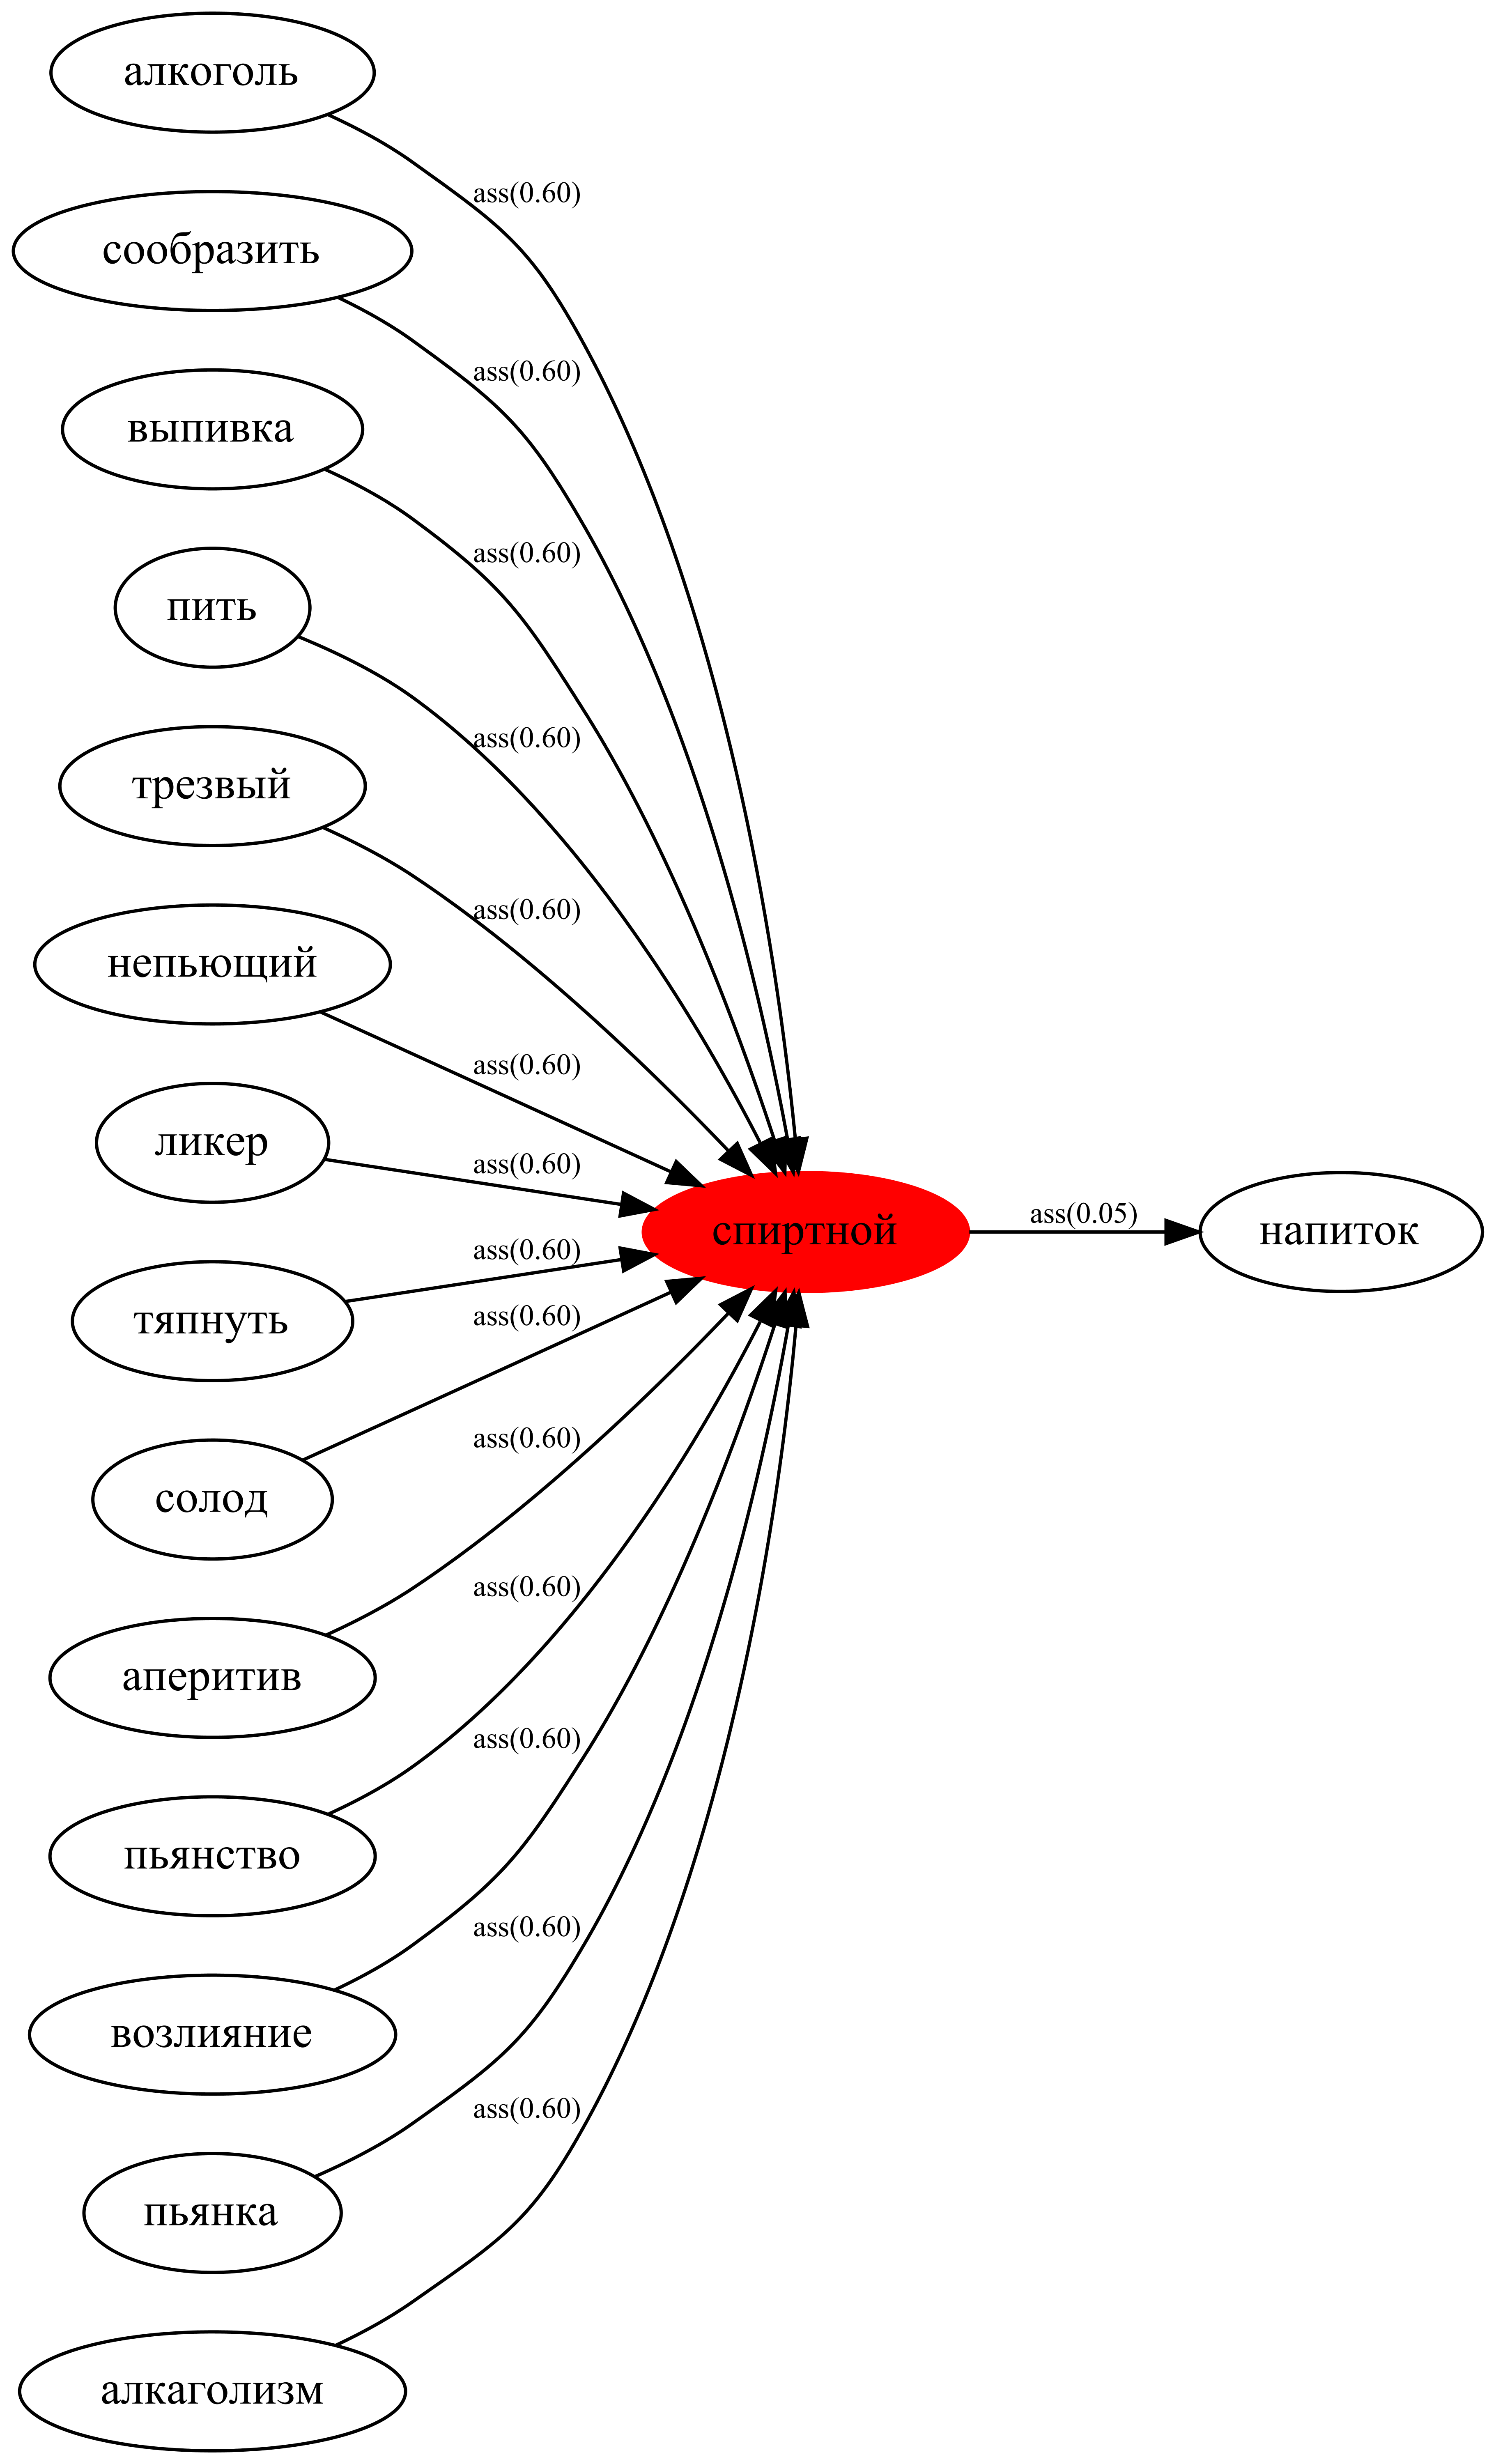 алкоголь
ass(0.60)
сообразить
ass(0.60)
выпивка
ass(0.60)
пить
ass(0.60)
трезвый
ass(0.60)
непьющий
ass(0.60)
ликер
ass(0.60)
спиртной
ass(0.05)
напиток
ass(0.60)
тяпнуть
ass(0.60)
солод
ass(0.60)
аперитив
ass(0.60)
пьянство
ass(0.60)
возлияние
ass(0.60)
пьянка
ass(0.60)
алкаголизм